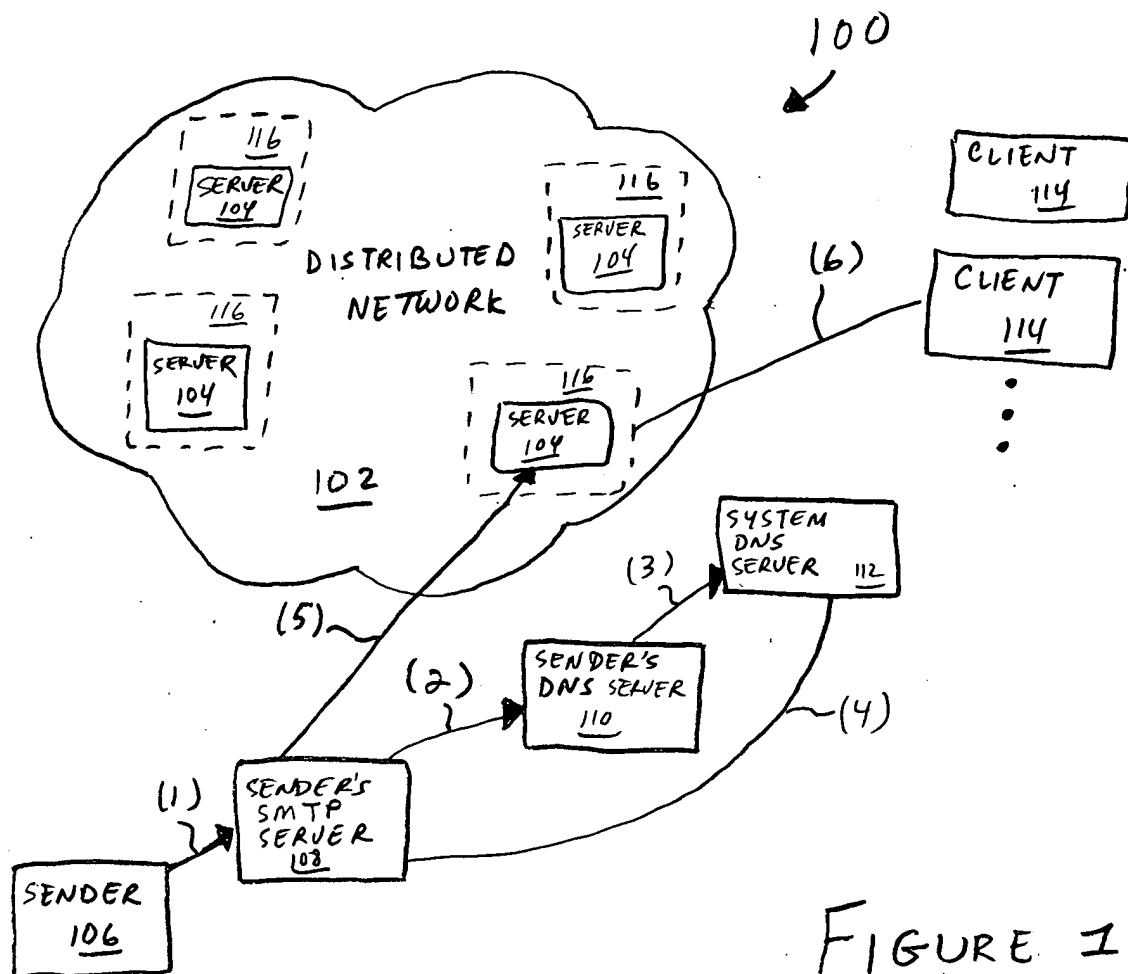 100
116
SERVER
104
116
SERVER
104
DISTRIBUTED
NETWORK
116
SERVER
104
116
SERVER
104
102
CLIENT
114
CLIENT
114
(6)
SYSTEM
DNS
SERVER 112
(3)
(5)
SENDER'S
DNS SERVER
110
(2)
(4)
SENDER'S
SMTP
SERVER
108
(1)
SENDER
106
FIGURE 1